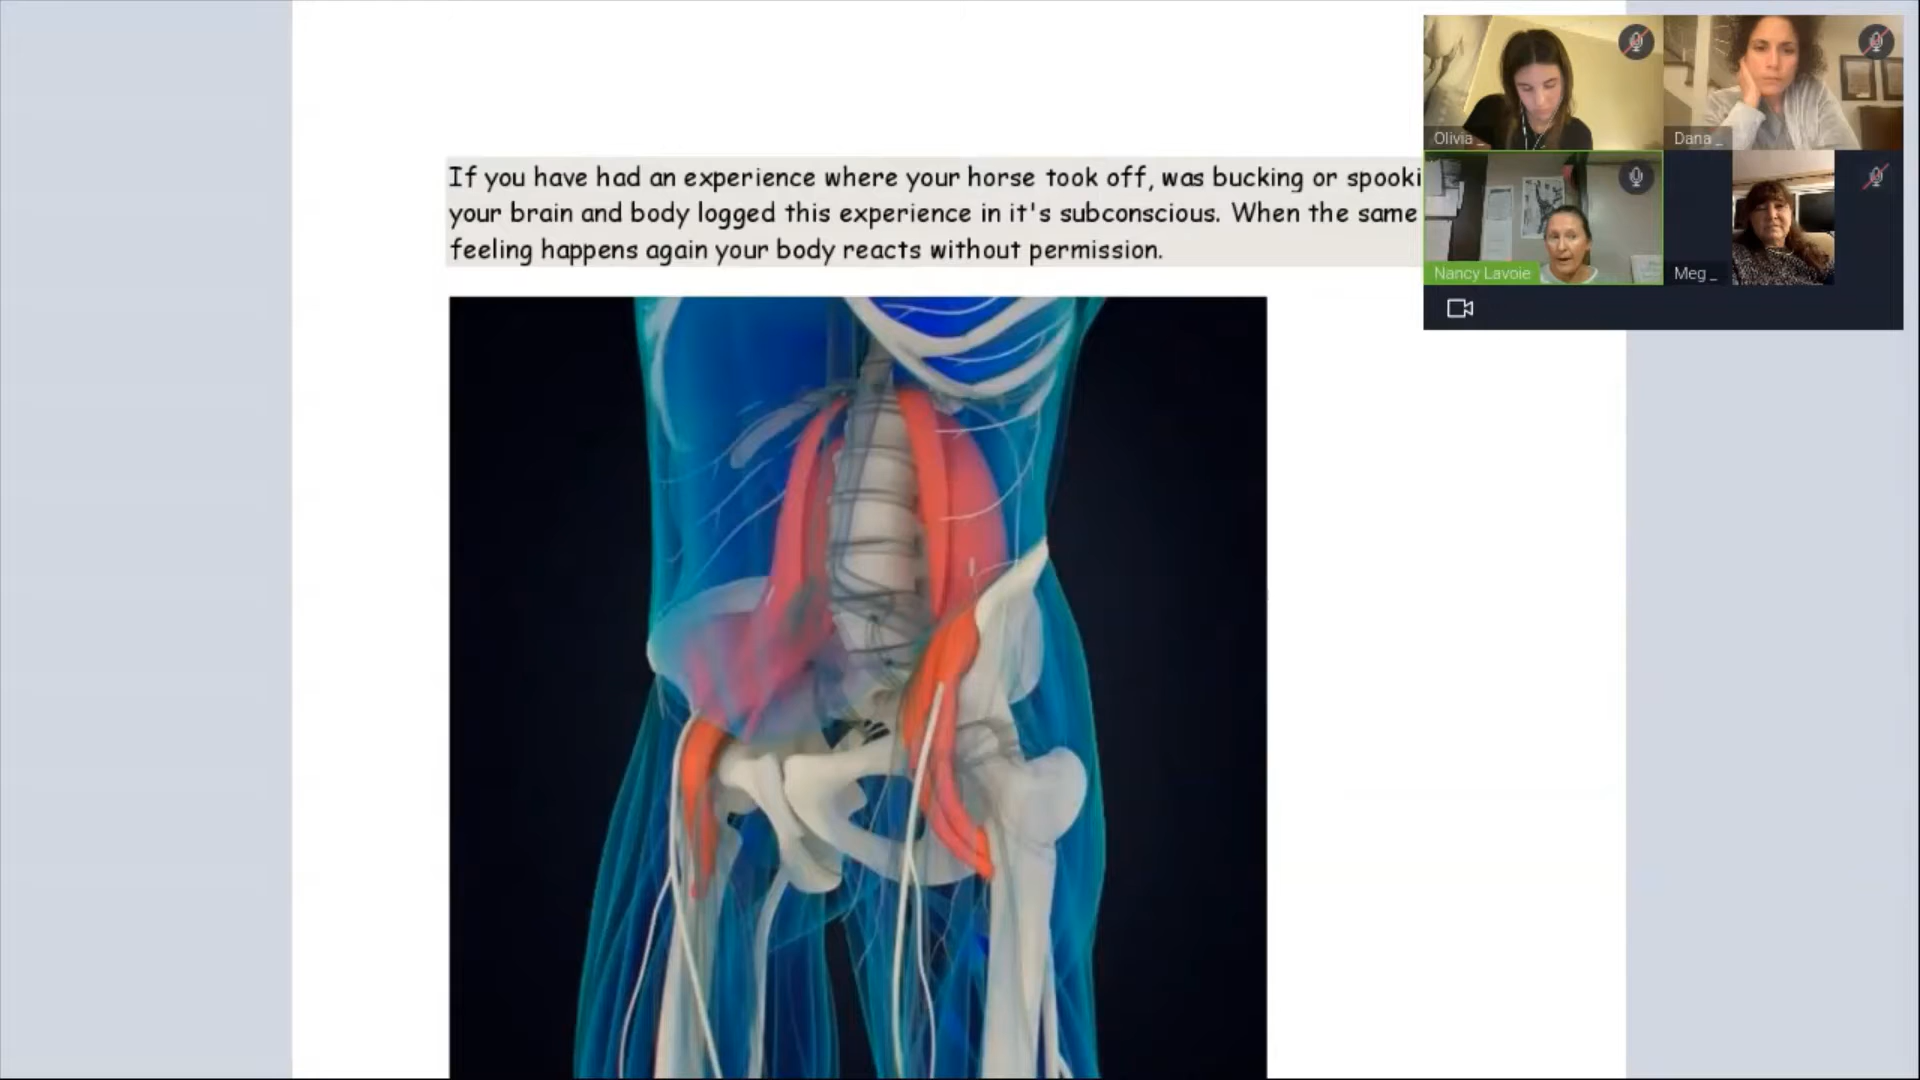 If you have had an experience where your horse took off, was bucking or spooki
your brain and body logged this experience in it's subconscious. When the same
feeling happens again your body reacts without permission.
Olivia _
Dana _
Nancy Lavoie
Meg _